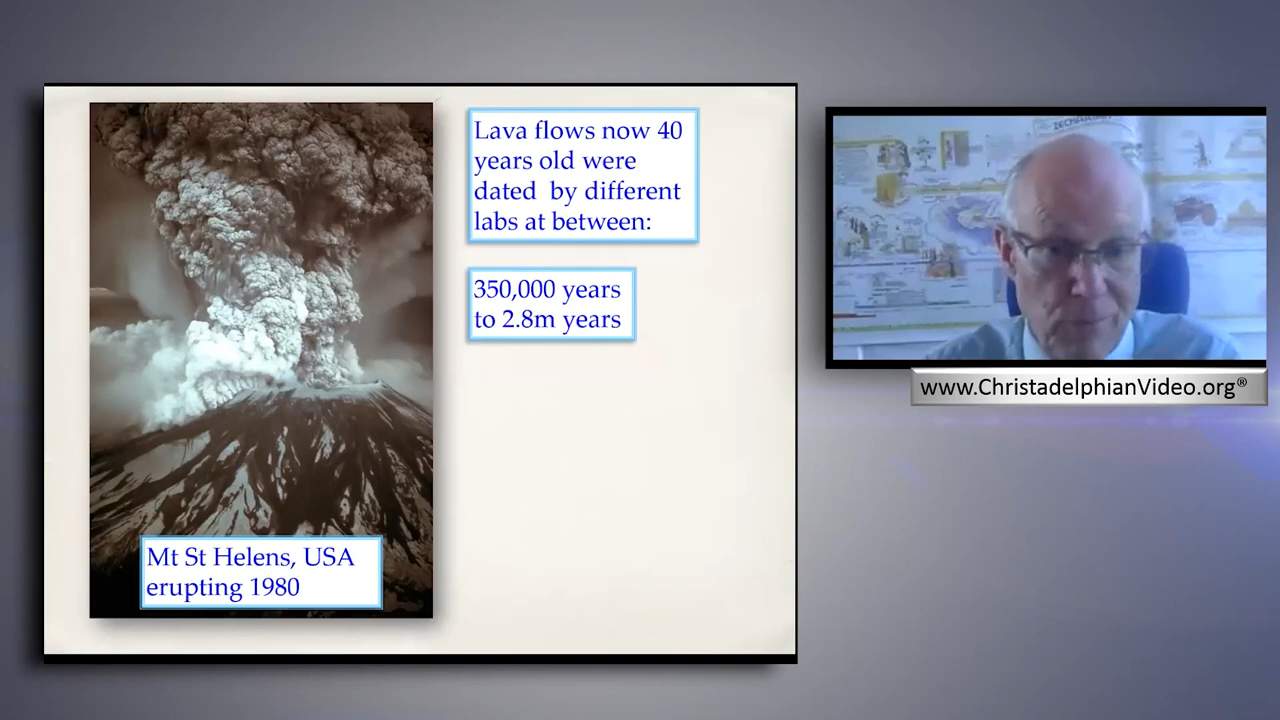 Lava flows now 40
years old were
dated by different
labs at between:
350,000 years
to 2.8m years
Mt St Helens, USA
erupting 1980
www.ChristadelphianVideo.org®